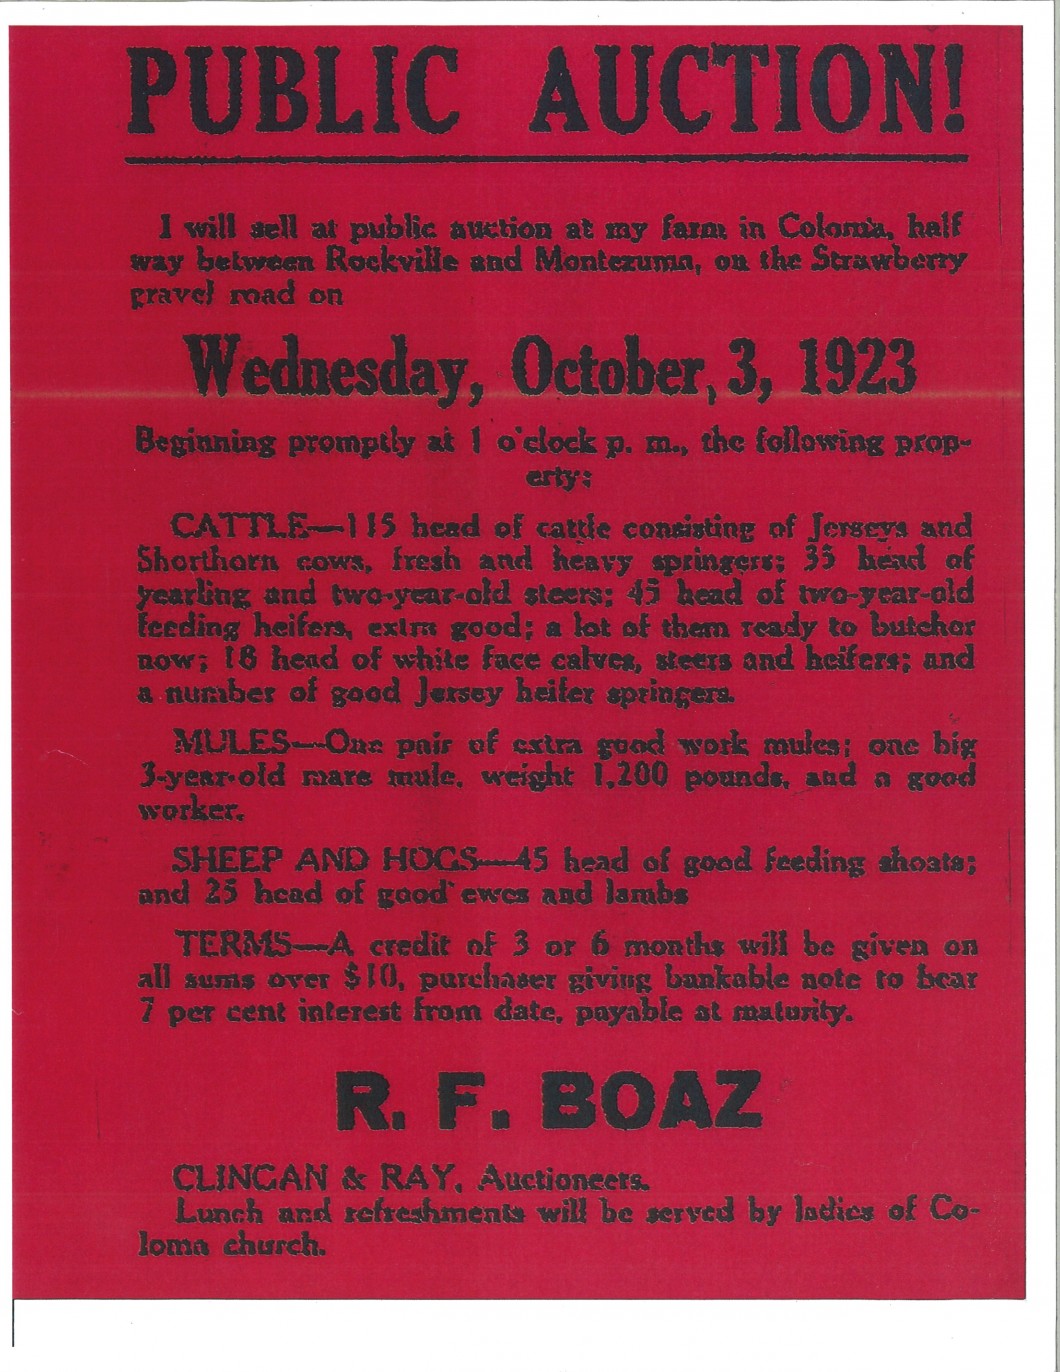 PUBLIC AUCTION!
I will sell at public auction at my farm in Coloma, half
way between Rockville and Montezuma, on the Strawberry
gravel road on
Wednesday, October, 3, 1923
Beginning promptly at 1 o'clock p. m., the following prop-
erty:
CATTLE—115 head of cattle consisting of Jerseys and
Shorthorn cows, fresh and heavy springers; 35 head of
yearling and two-year-old steers; 45 head of two-year-old
feeding heifers, extra good; a lot of them ready to butcher
now; 18 head of white face calves, steers and heifers; and
a number of good Jersey heifer springers.
MULES—One pair of extra good work mules; one big
3-year-old mare mule, weight 1,200 pounds, and a good
worker.
SHEEP AND HOGS—45 head of good feeding shoats;
and 25 head of good ewes and lambs
TERMS—A credit of 3 or 6 months will be given on
all sums over $10, purchaser giving bankable note to bear
7 per cent interest from date, payable at maturity.
R. F. BOAZ
CLINGAN & RAY, Auctioneers.
Lunch and refreshments will be served by ladies of Co-
loma church.